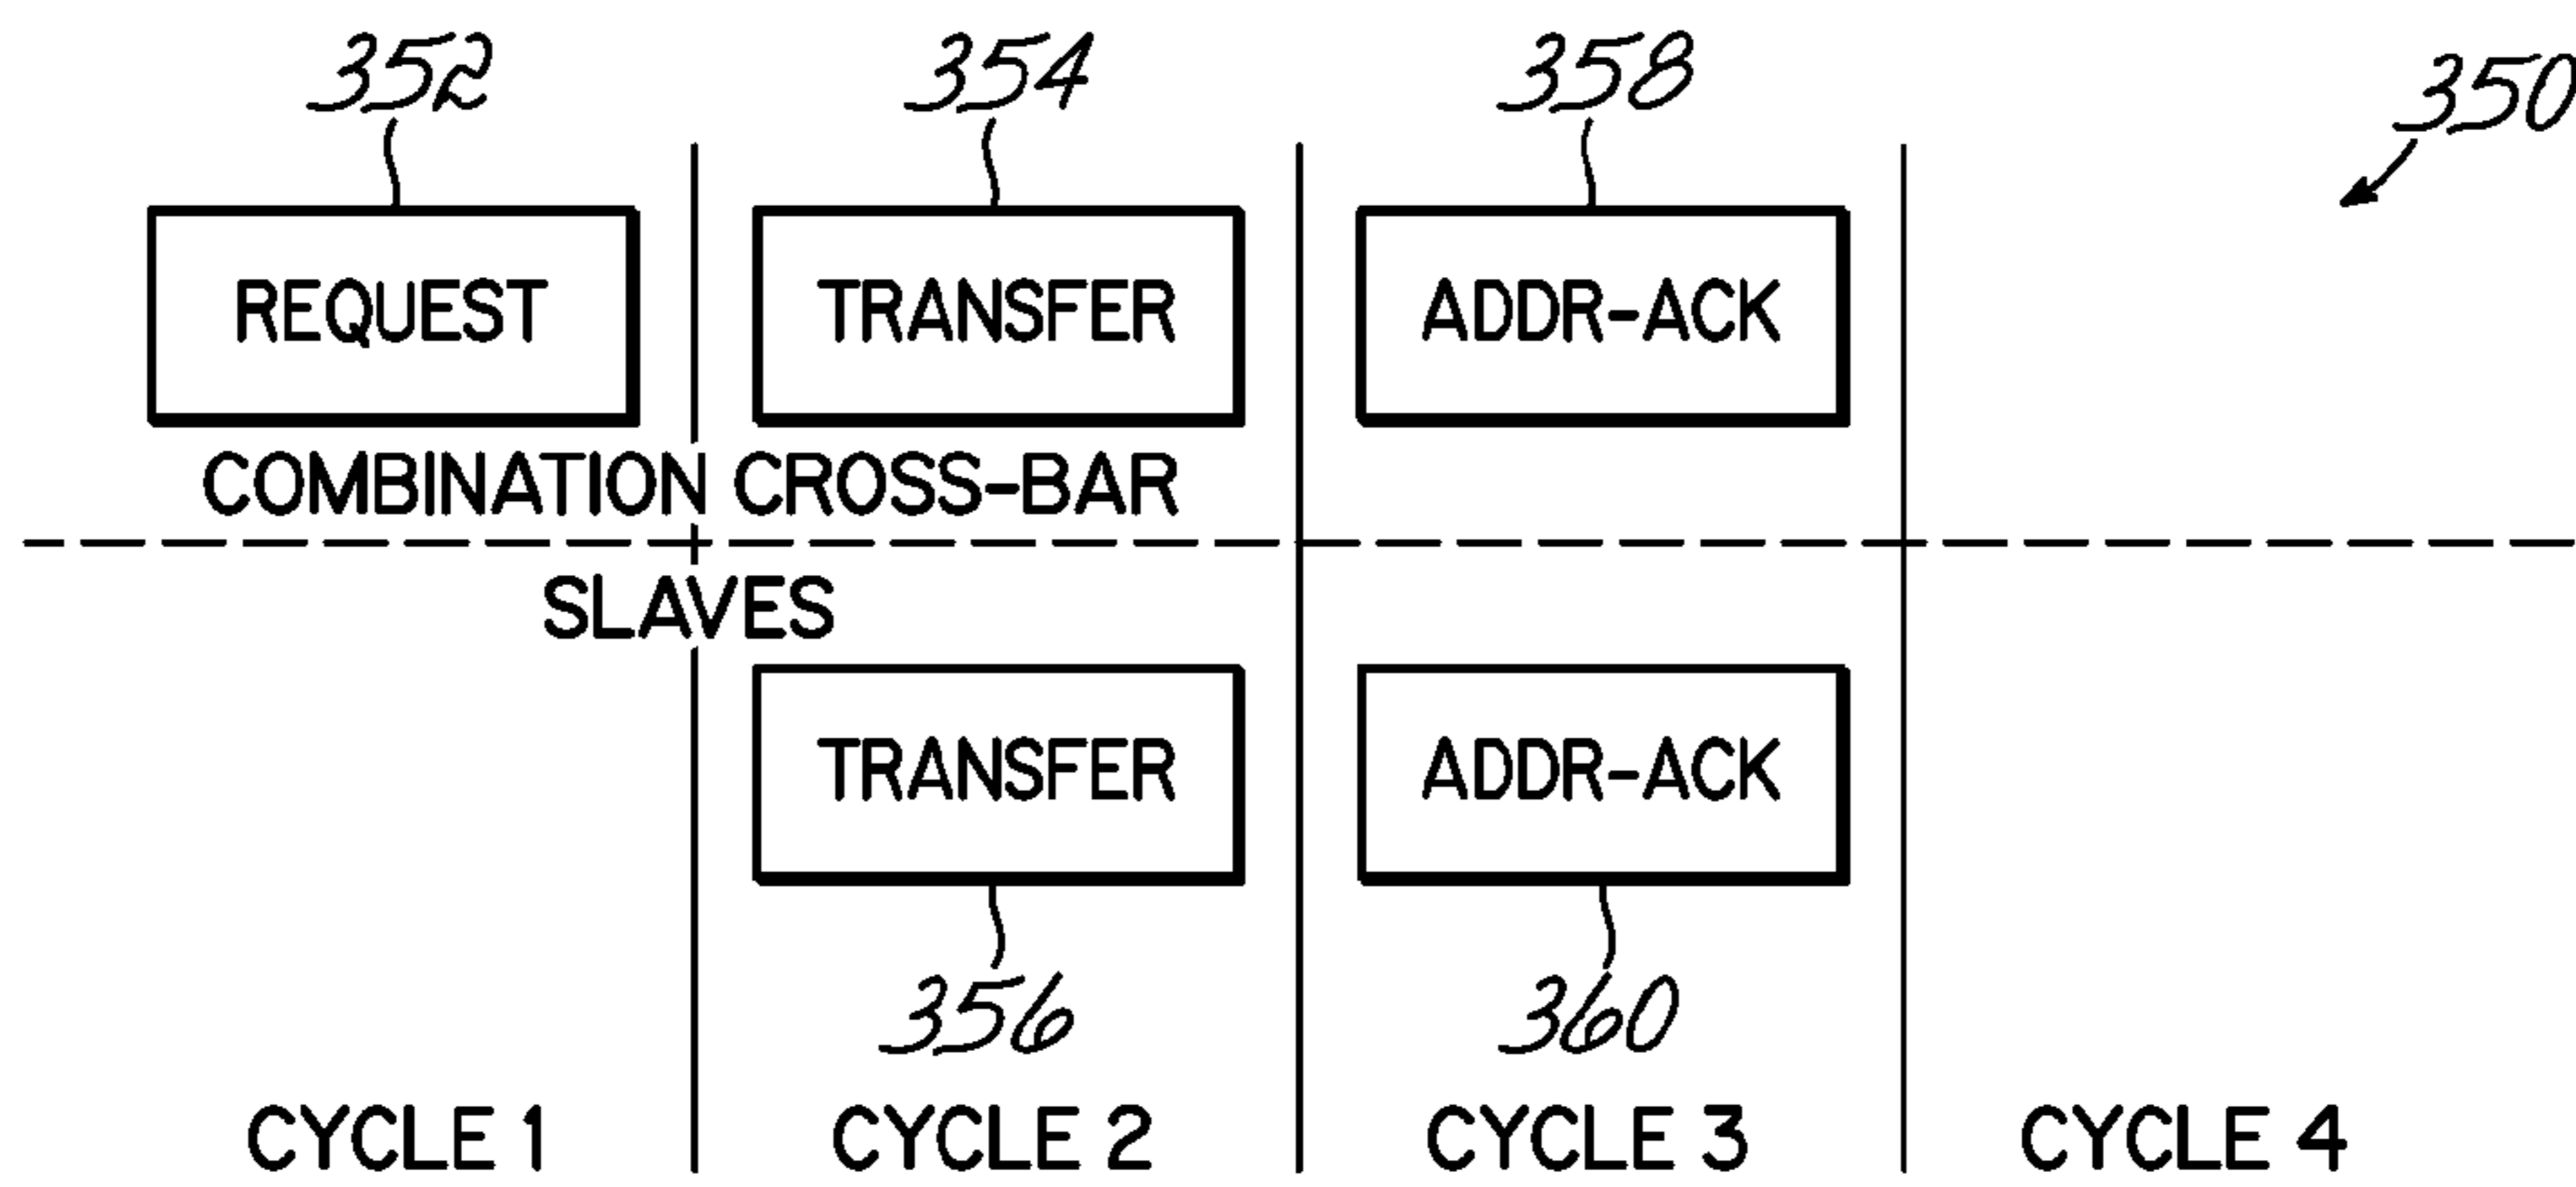 352 354 358 350
REQUEST TRANSFER ADDR-ACK
COMBINATION CROSS-BAR
SLAVES
TRANSFER ADDR-ACK
356 360
CYCLE 1 CYCLE 2 CYCLE 3 CYCLE 4